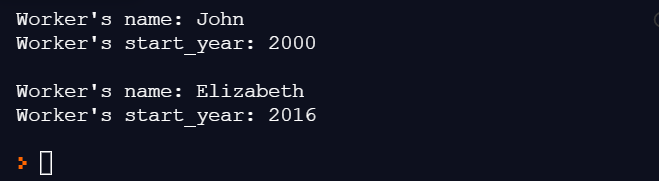 Worker's name: John
Worker's start_year: 2000
Worker's name: Elizabeth
Worker's start_year: 2016